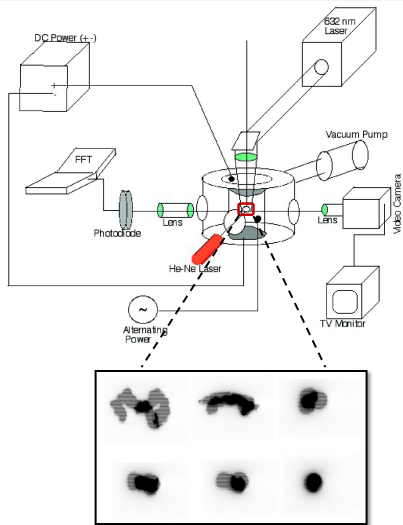 632 nm
Laser
DC Power (+ -)
+
-
Vacuum Pump
FFT
Photodiode
Lens
Lens
Video Camera
He-Ne Laser
TV Monitor
~
Alternating
Power